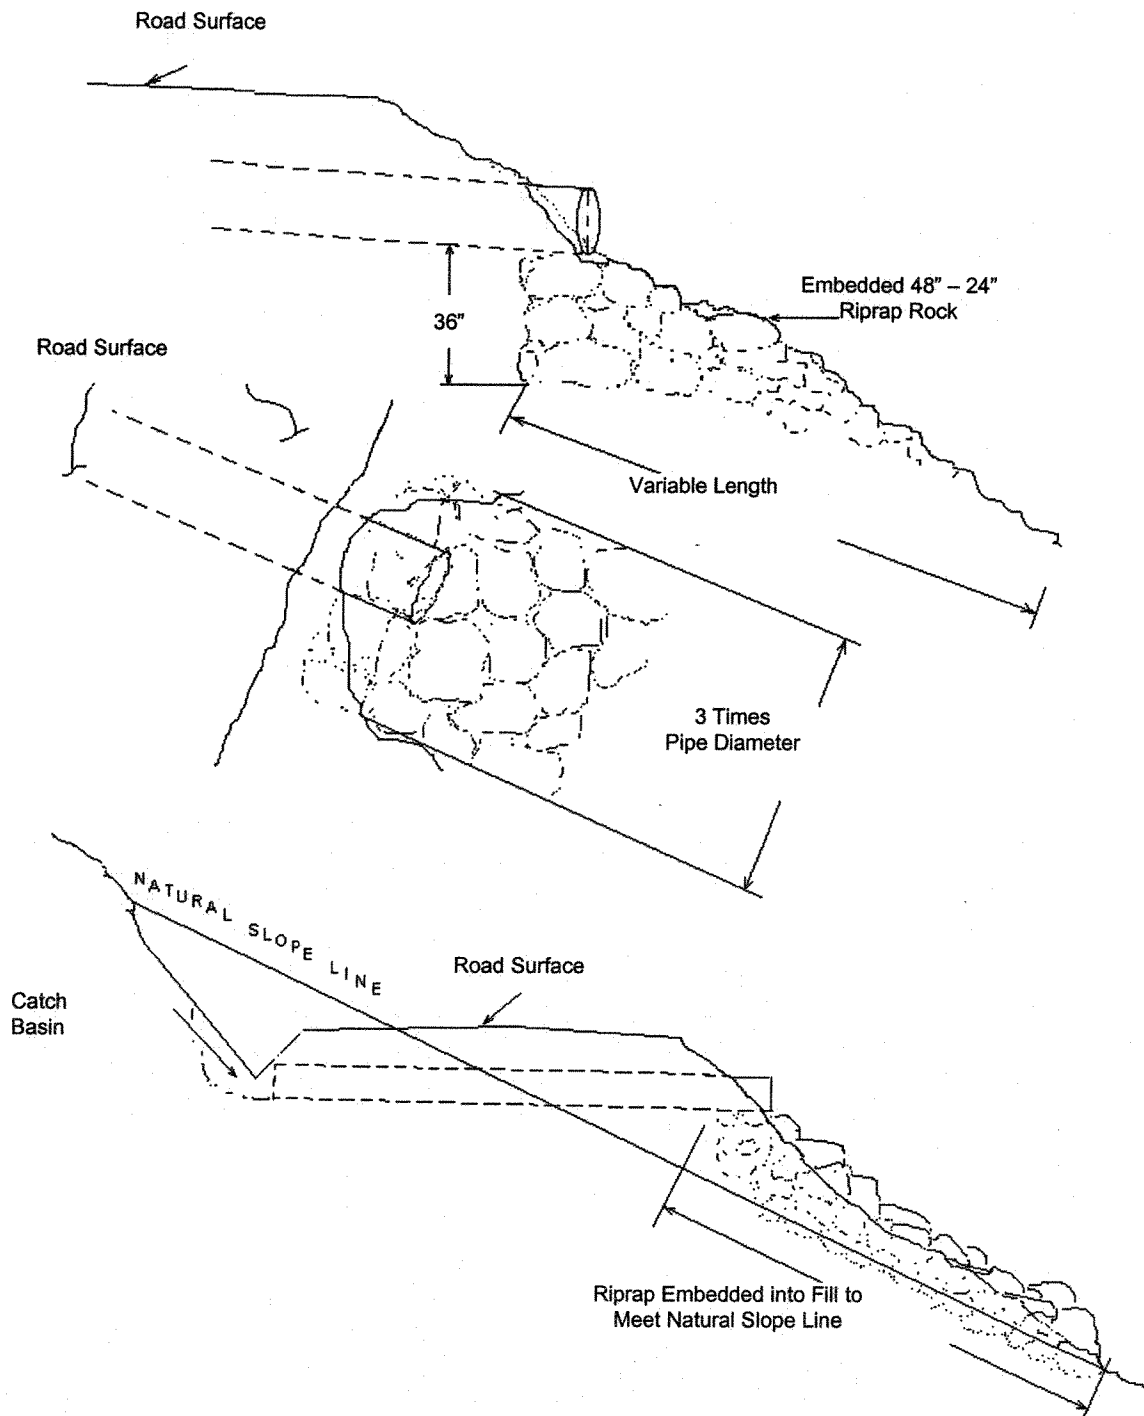 Road Surface
Embedded 48" – 24"
Riprap Rock
36"
Road Surface
Variable Length
3 Times
Pipe Diameter
NATURAL SLOPE LINE
Road Surface
Catch
Basin
Riprap Embedded into Fill to
Meet Natural Slope Line